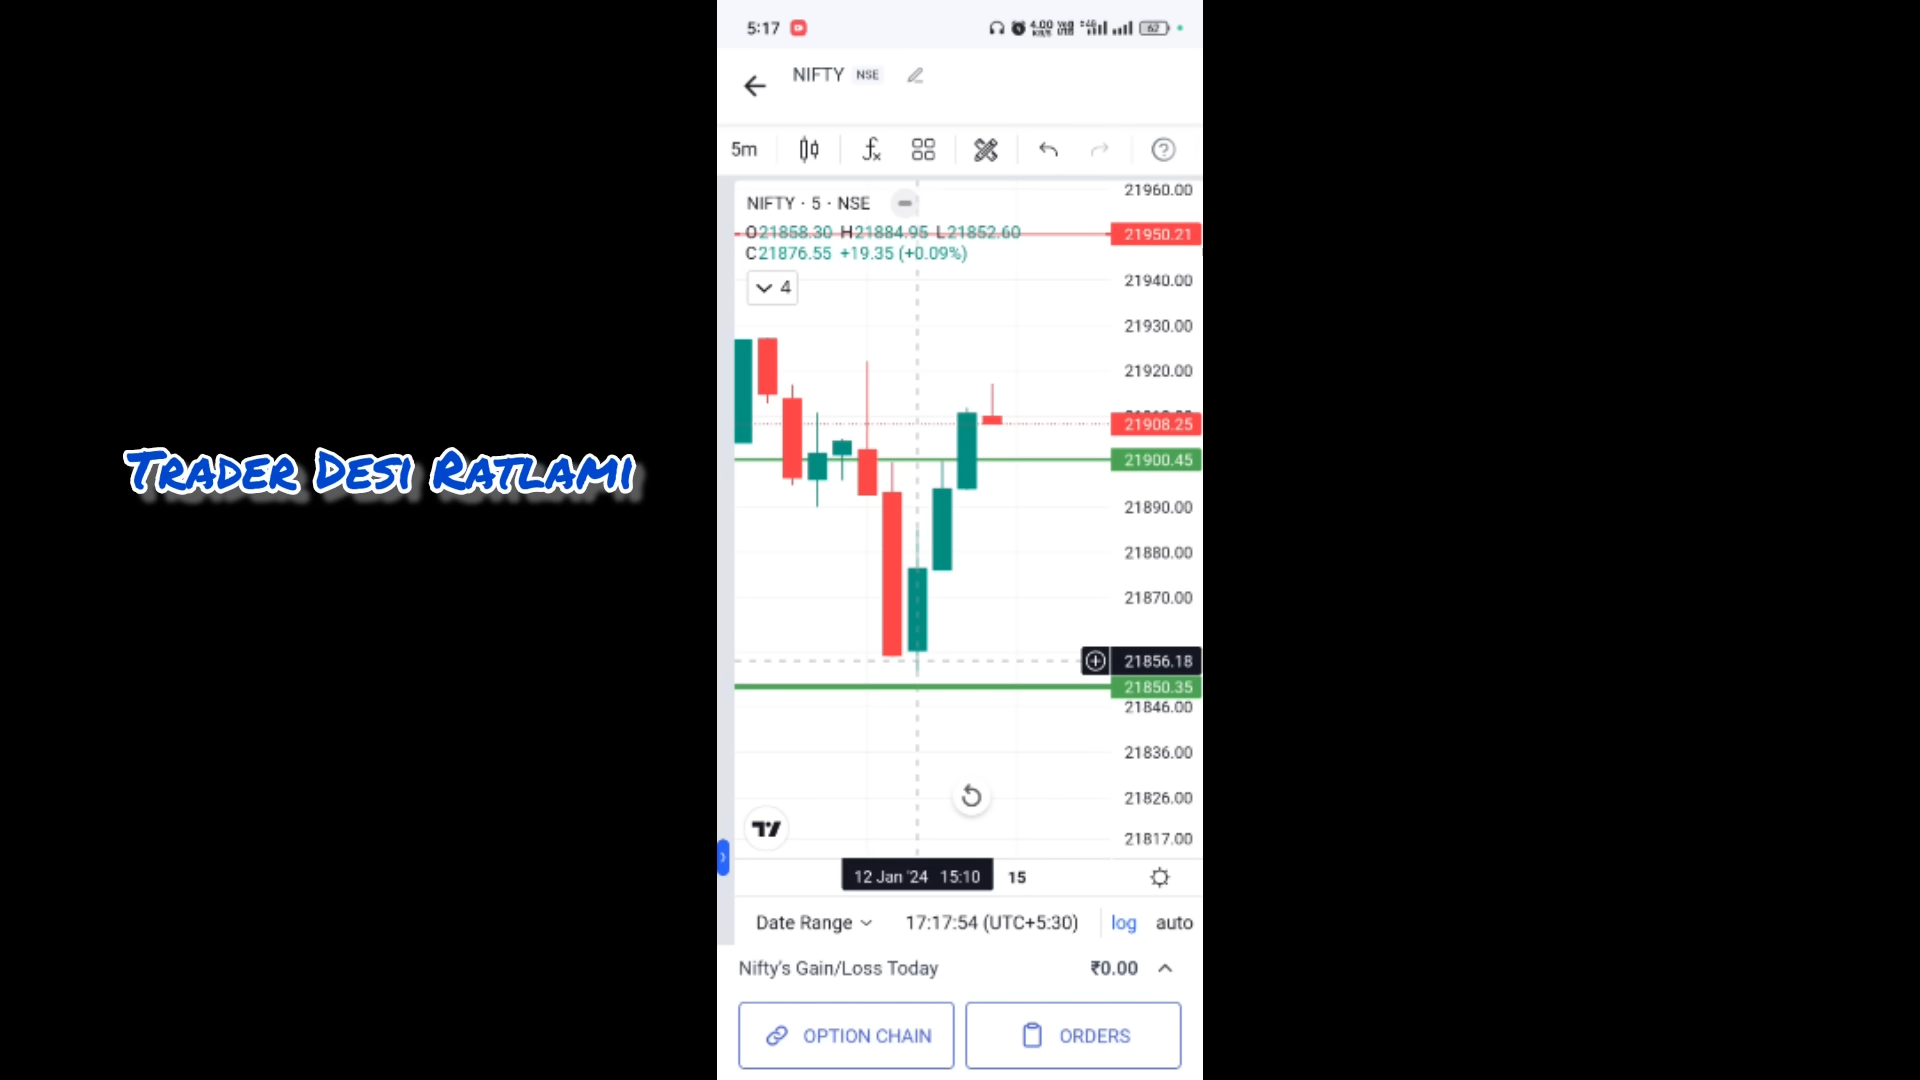 5:17 4.00 KB/S 62
NIFTY NSE
5m
NIFTY · 5 · NSE
O21858.30 H21884.95 L21852.60
C21876.55 +19.35 (+0.09%)
4
21960.00
21950.21
21940.00
21930.00
21920.00
21908.25
21900.45
21890.00
21880.00
21870.00
21856.18
21850.35
21846.00
21836.00
21826.00
21817.00
Trader Desi Ratlami
12 Jan '24 15:10 15
Date Range 17:17:54 (UTC+5:30) log auto
Nifty's Gain/Loss Today ₹0.00
OPTION CHAIN ORDERS